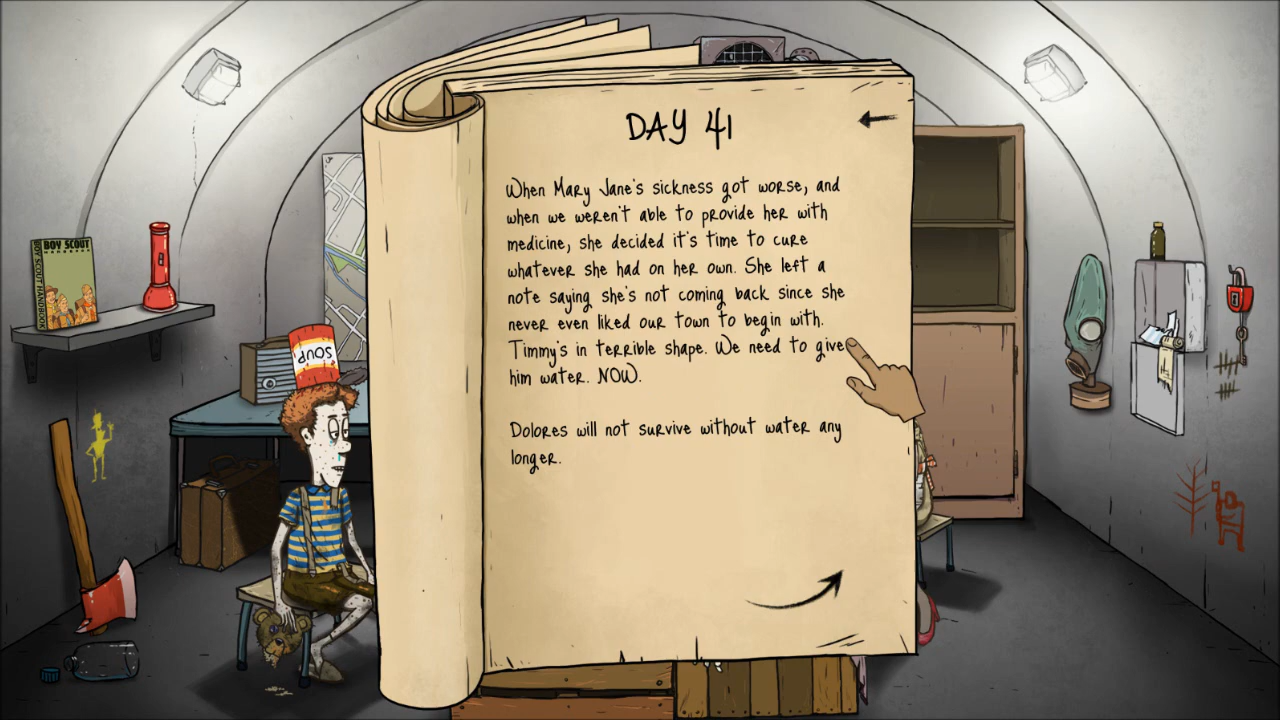 DAY 41
When Mary Jane's sickness got worse, and
when we weren't able to provide her with
medicine, she decided it's time to cure
whatever she had on her own. She left a
note saying she's not coming back since she
never even liked our town to begin with.
Timmy's in terrible shape. We need to give
him water. NOW.
Dolores will not survive without water any
longer.
BOY SCOUT
BOY SCOUT HANDBOOK
SOUP